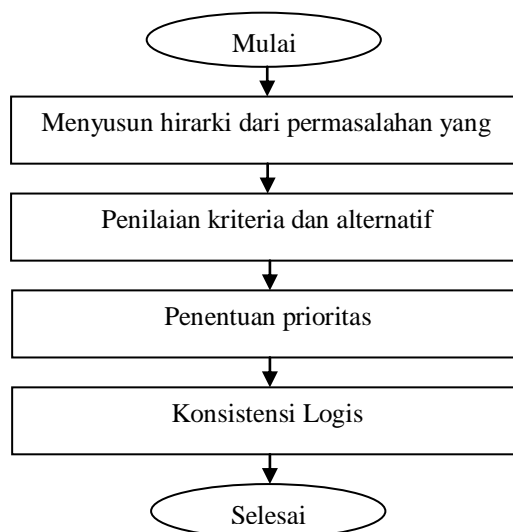 Mulai
Menyusun hirarki dari permasalahan yang
Penilaian kriteria dan alternatif
Penentuan prioritas
Konsistensi Logis
Selesai